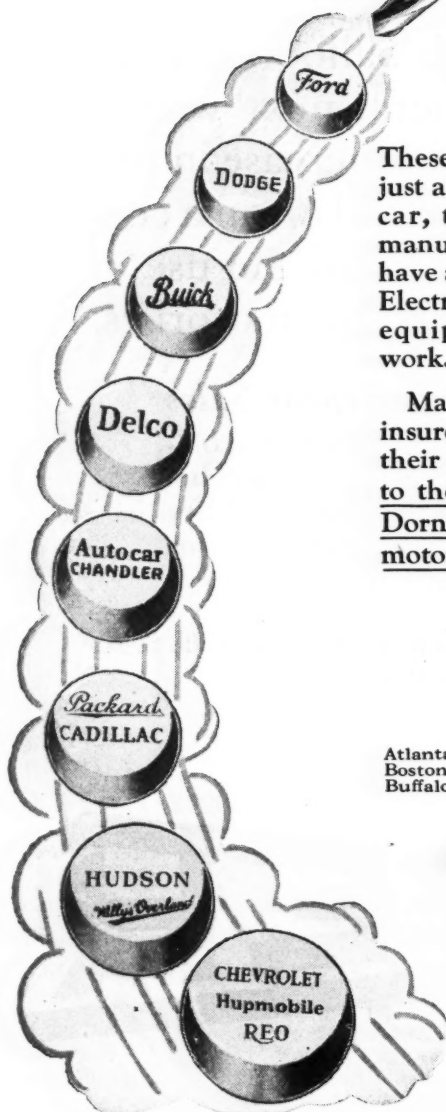 Ford
DODGE
Buick
Delco
Autocar
CHANDLER
Packard
CADILLAC
HUDSON
Willys Overland
CHEVROLET
Hupmobile
REO
These
just a
car, t
manu
have a
Electr
equip
work.
Ma
insure
their
to the
Dorn
moto
Atlanta
Boston
Buffalo